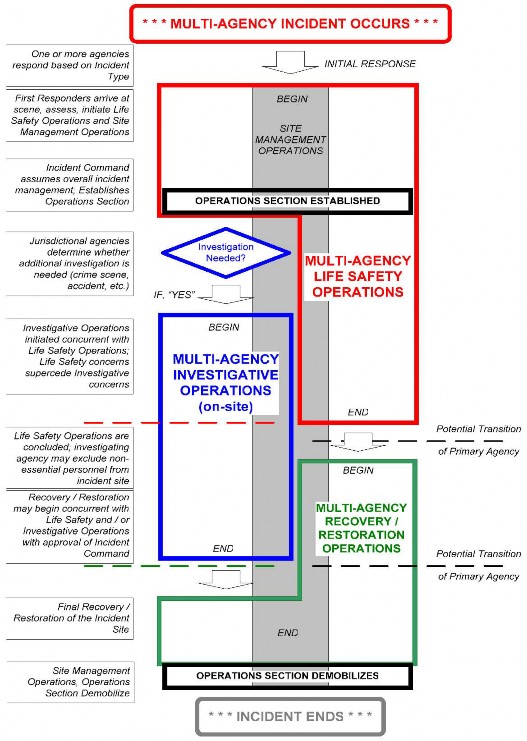 * * * MULTI-AGENCY INCIDENT OCCURS * * *
One or more agencies
respond based on Incident
Type
INITIAL RESPONSE
First Responders arrive at
scene, assess, initiate Life
Safety Operations and Site
Management Operations
BEGIN
SITE
MANAGEMENT
OPERATIONS
Incident Command
assumes overall incident
management, Establishes
Operations Section
OPERATIONS SECTION ESTABLISHED
Jurisdictional agencies
determine whether
additional investigation is
needed (crime scene,
accident, etc.)
Investigation
Needed?
MULTI-AGENCY
LIFE SAFETY
OPERATIONS
IF, "YES"
Investigative Operations
initiated concurrent with
Life Safety Operations;
Life Safety concerns
supercede Investigative
concerns
BEGIN
MULTI-AGENCY
INVESTIGATIVE
OPERATIONS
(on-site)
END
Potential Transition
of Primary Agency
Life Safety Operations are
concluded; investigating
agency may exclude non-
essential personnel from
incident site
BEGIN
Recovery / Restoration
may begin concurrent with
Life Safety and / or
Investigative Operations
with approval of Incident
Command
MULTI-AGENCY
RECOVERY /
RESTORATION
OPERATIONS
END
Potential Transition
of Primary Agency
Final Recovery /
Restoration of the Incident
Site
END
Site Management
Operations, Operations
Section Demobilize
OPERATIONS SECTION DEMOBILIZES
* * * INCIDENT ENDS * * *